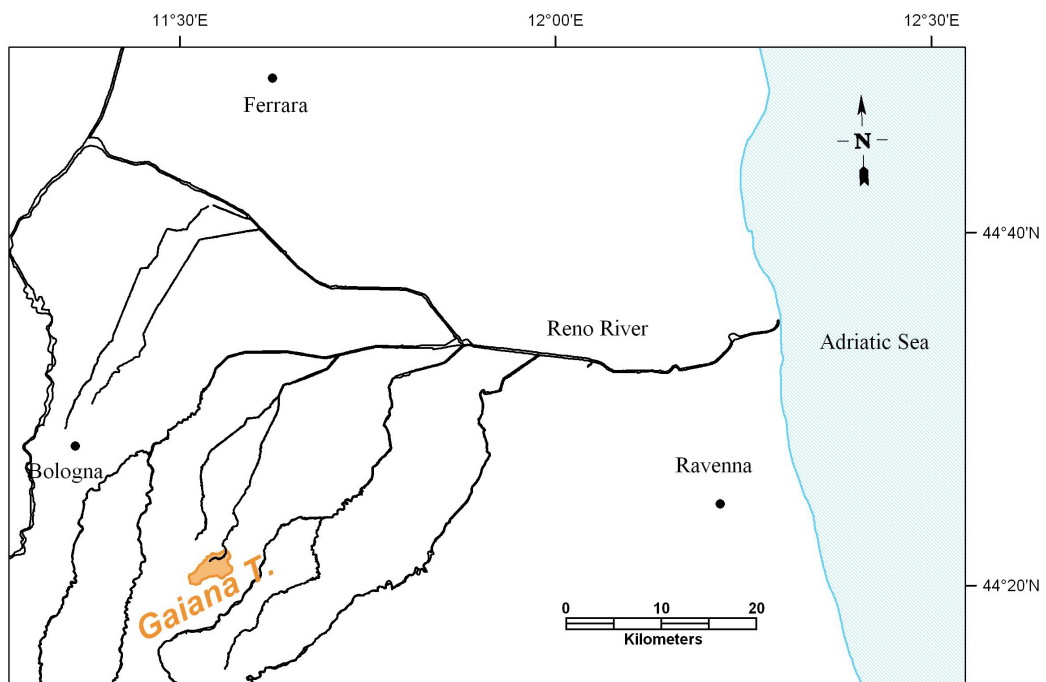 11°30'E
12°00'E
12°30'E
Ferrara
N
44°40'N
Reno River
Adriatic Sea
Bologna
Ravenna
Gaiana T.
44°20'N
0 10 20
Kilometers